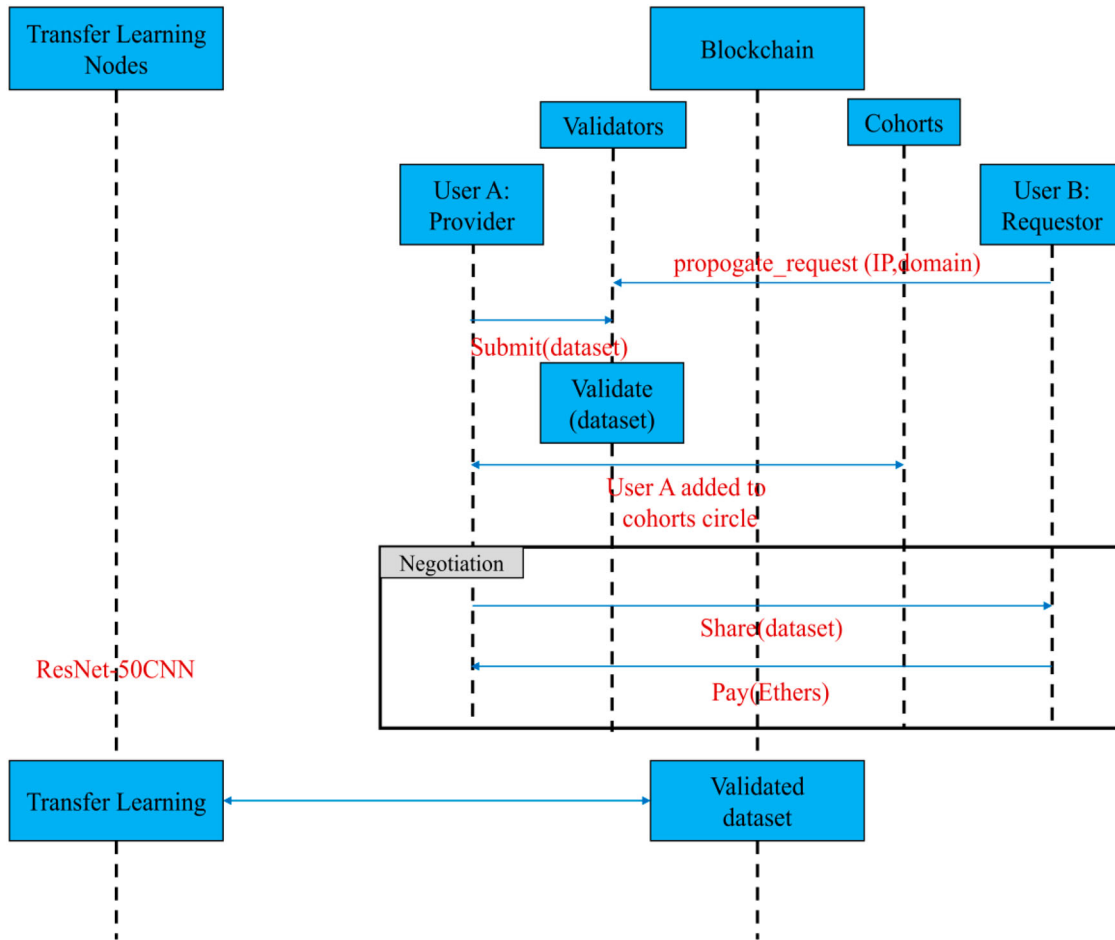 Transfer Learning
Nodes
Blockchain
Validators
Cohorts
User A:
Provider
User B:
Requestor
propogate_request (IP,domain)
Submit(dataset)
Validate
(dataset)
User A added to
cohorts circle
Negotiation
Share(dataset)
ResNet-50CNN
Pay(Ethers)
Transfer Learning
Validated
dataset